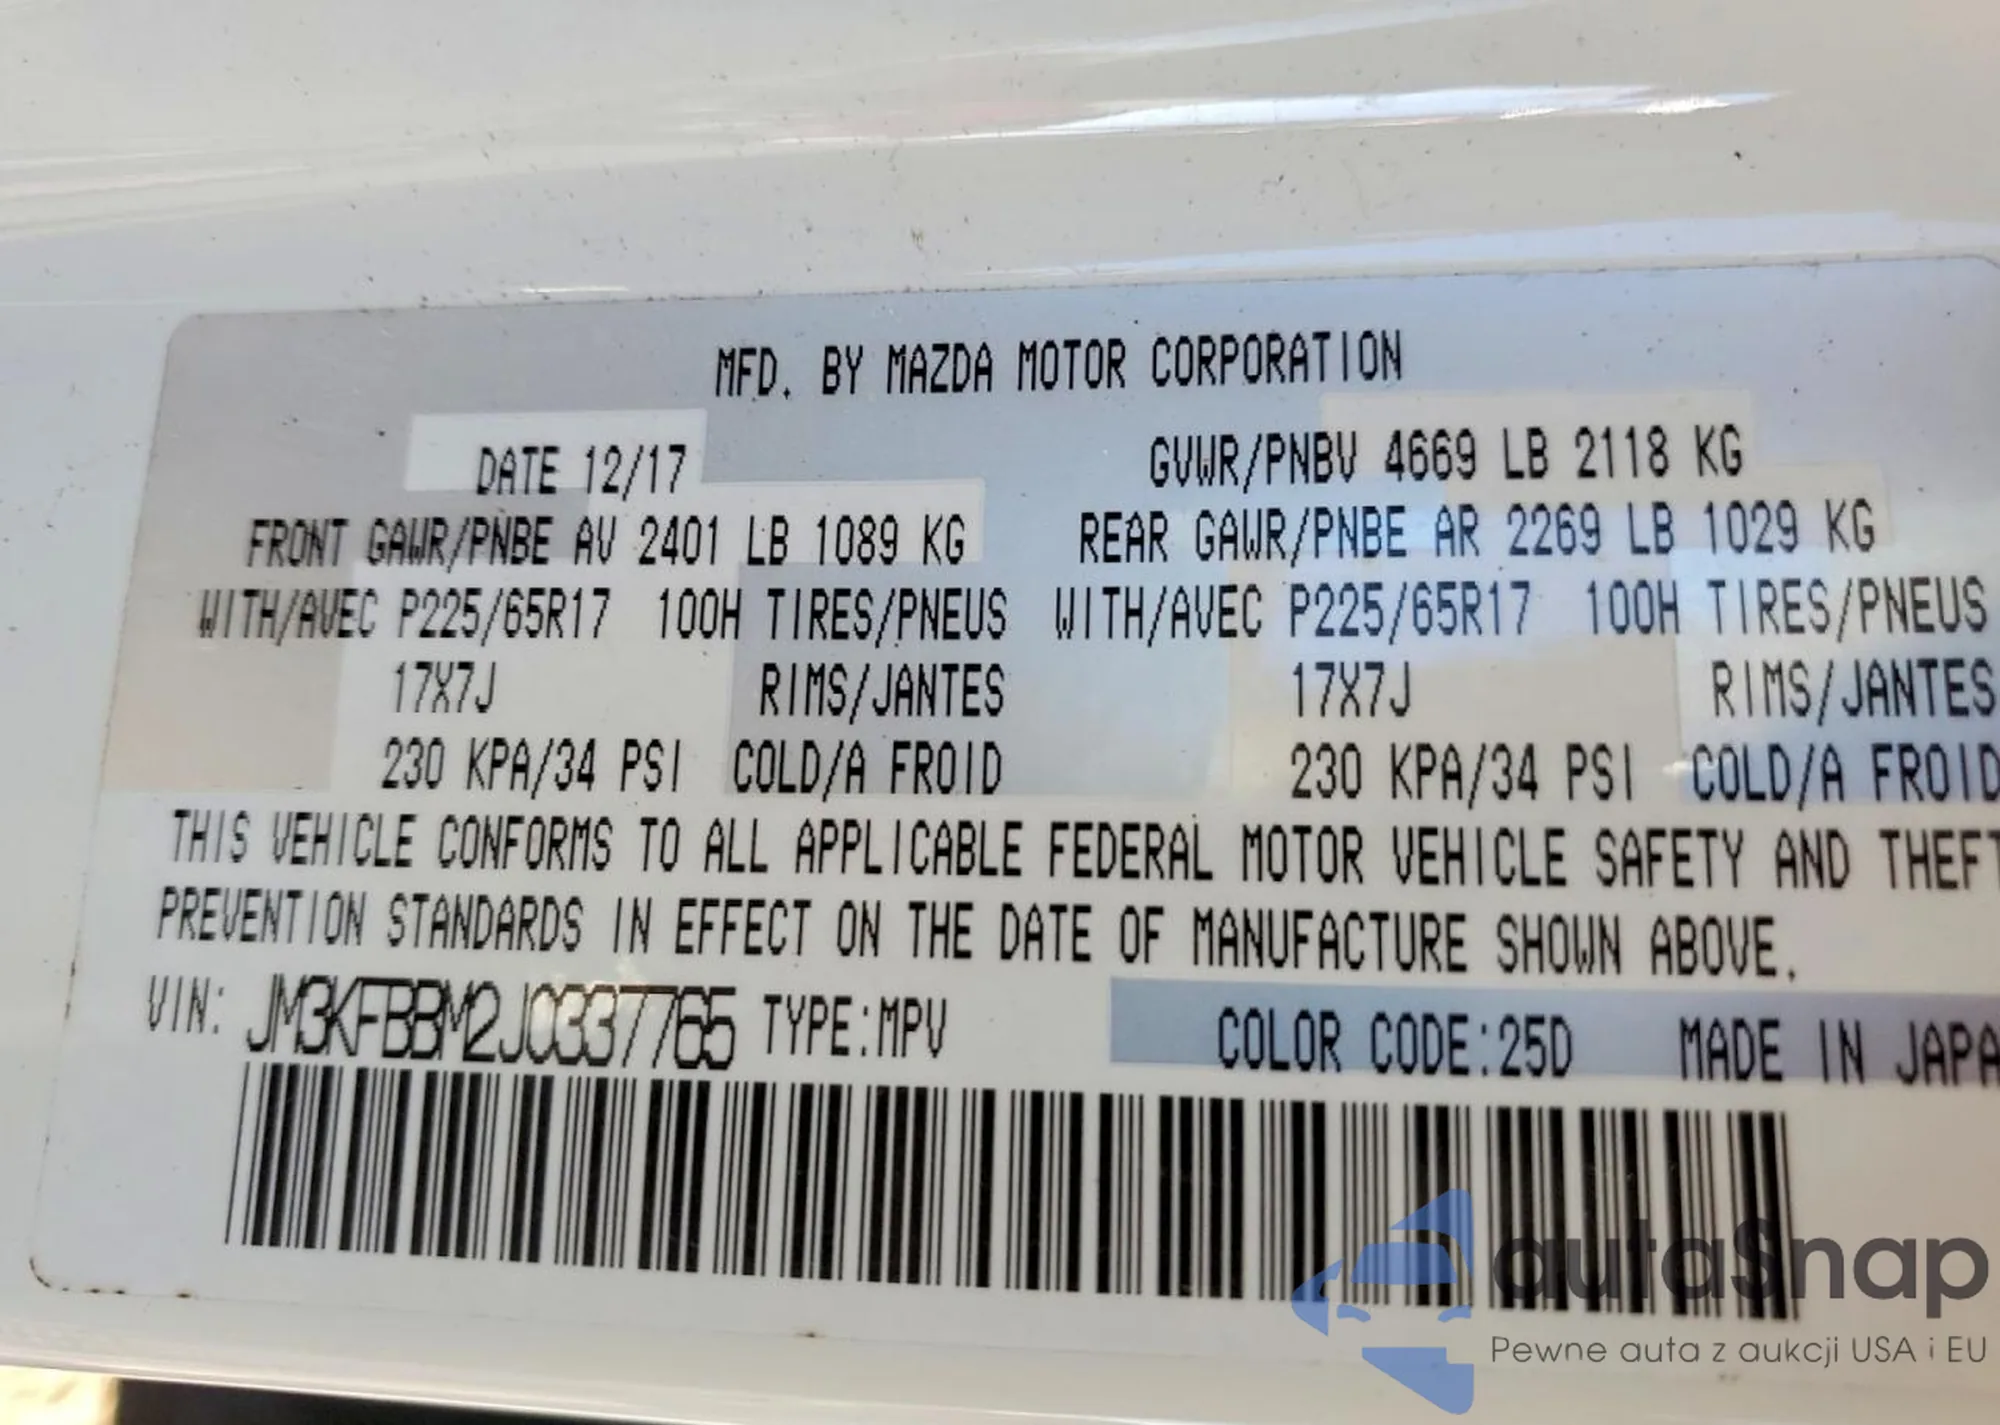 MFD. BY MAZDA MOTOR CORPORATION
DATE 12/17 GVWR/PNBV 4669 LB 2118 KG
FRONT GAWR/PNBE AV 2401 LB 1089 KG REAR GAWR/PNBE AR 2269 LB 1029 KG
WITH/AVEC P225/65R17 100H TIRES/PNEUS WITH/AVEC P225/65R17 100H TIRES/PNEUS
17X7J RIMS/JANTES 17X7J RIMS/JANTES
230 KPA/34 PSI COLD/A FROID 230 KPA/34 PSI COLD/A FROID
THIS VEHICLE CONFORMS TO ALL APPLICABLE FEDERAL MOTOR VEHICLE SAFETY AND THEFT
PREVENTION STANDARDS IN EFFECT ON THE DATE OF MANUFACTURE SHOWN ABOVE.
VIN: JM3KFBBM2J0337765 TYPE:MPV COLOR CODE:25D MADE IN JAPA
autaSnap
Pewne auta z aukcji USA i EU